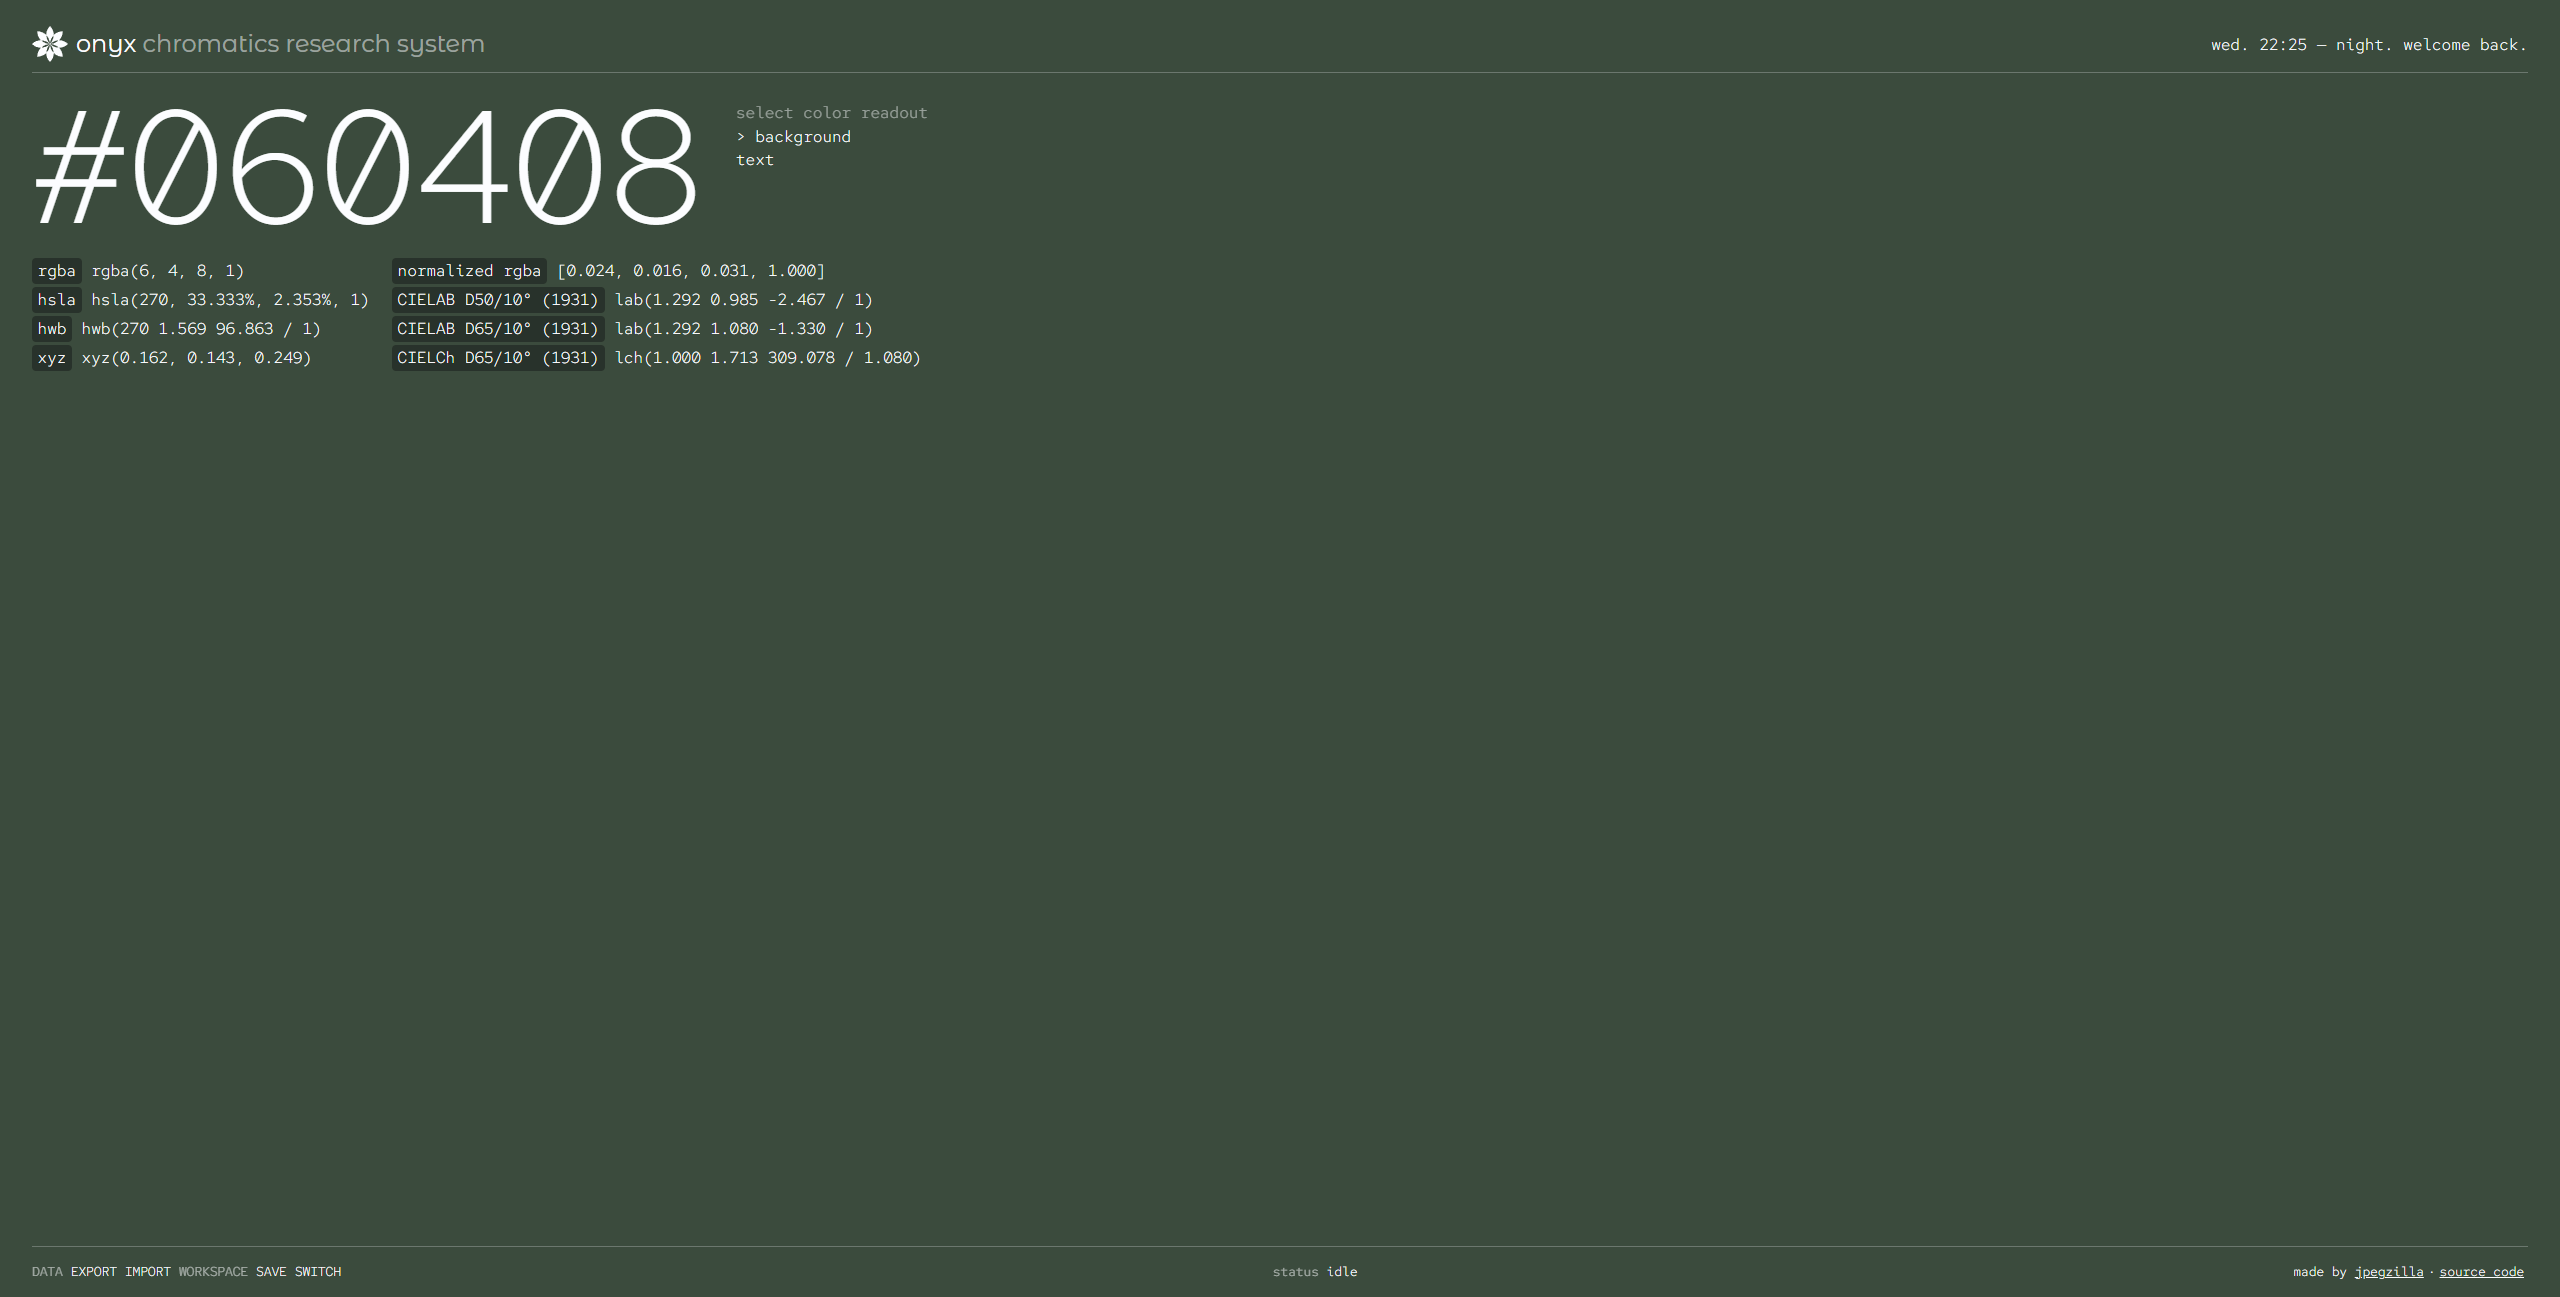 onyx chromatics research system
wed. 22:25 — night. welcome back.
#060408
select color readout
> background
text
rgba rgba(6, 4, 8, 1)
hsla hsla(270, 33.333%, 2.353%, 1)
hwb hwb(270 1.569 96.863 / 1)
xyz xyz(0.162, 0.143, 0.249)
normalized rgba [0.024, 0.016, 0.031, 1.000]
CIELAB D50/10° (1931) lab(1.292 0.985 -2.467 / 1)
CIELAB D65/10° (1931) lab(1.292 1.080 -1.330 / 1)
CIELCh D65/10° (1931) lch(1.000 1.713 309.078 / 1.080)
DATA EXPORT IMPORT WORKSPACE SAVE SWITCH
status idle
made by jpegzilla · source code